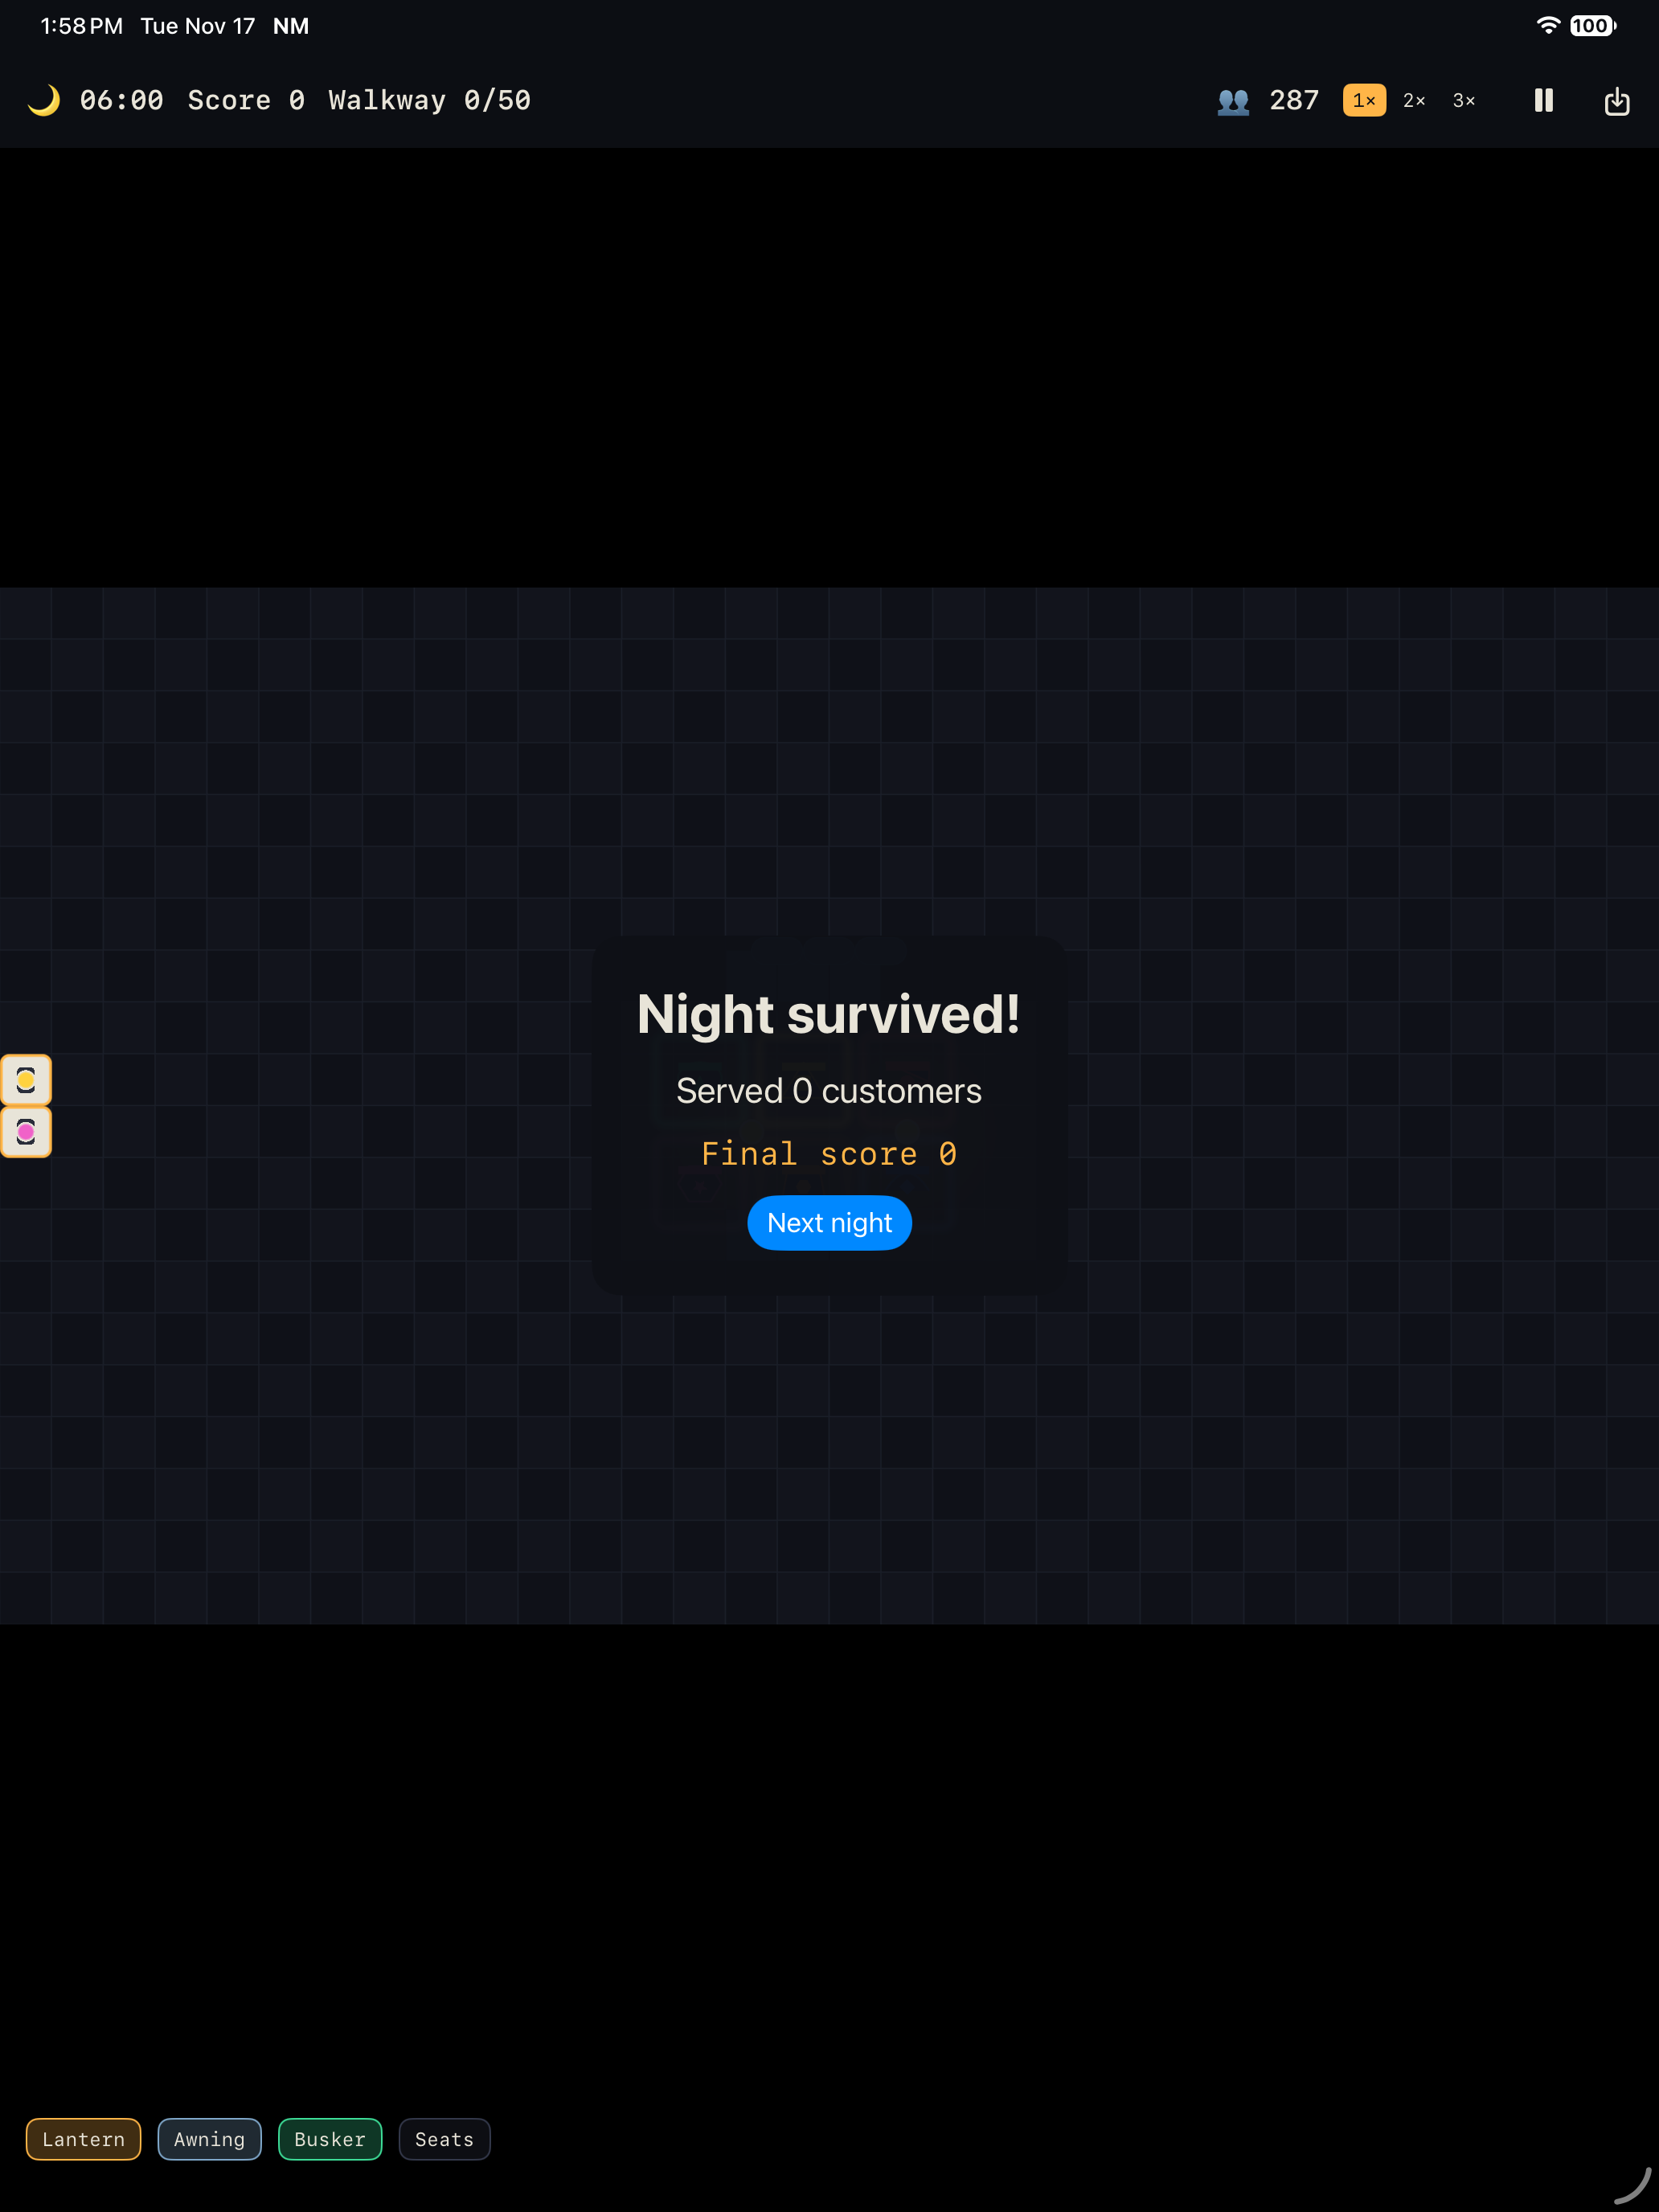 1:58 PM Tue Nov 17 NM 100
06:00 Score 0 Walkway 0/50 287 1× 2× 3×
Night survived!
Served 0 customers
Final score 0
Next night
Lantern Awning Busker Seats